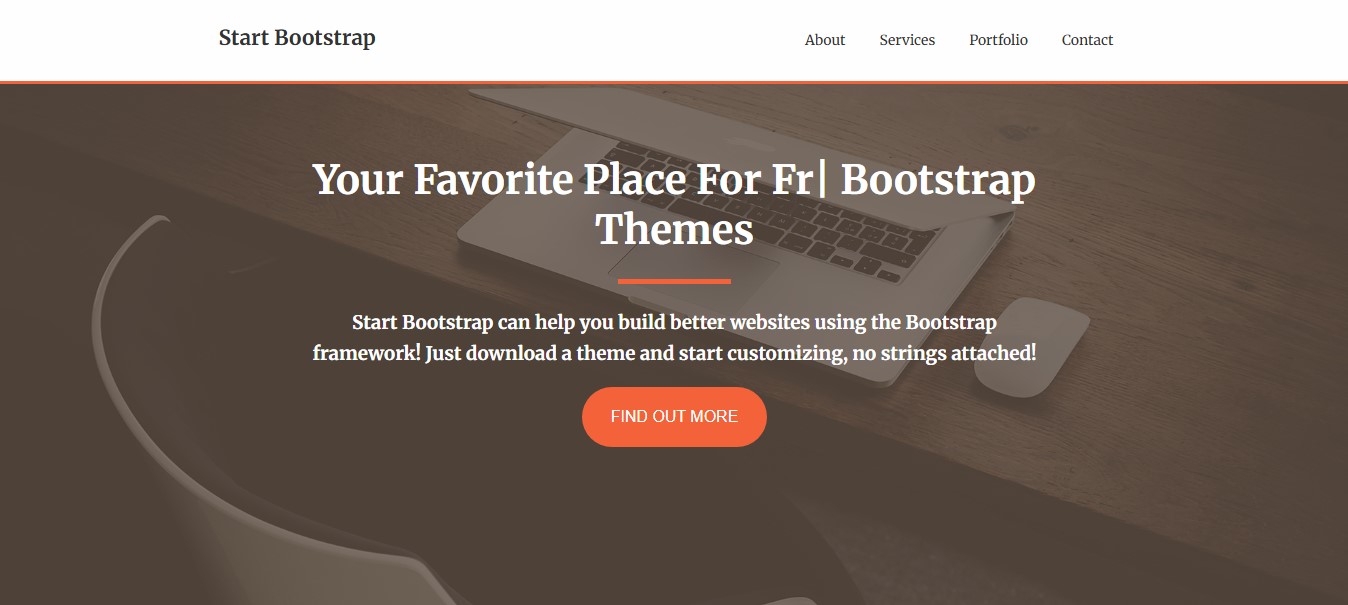 Start Bootstrap
About Services Portfolio Contact
Your Favorite Place For Fr| Bootstrap
Themes
Start Bootstrap can help you build better websites using the Bootstrap
framework! Just download a theme and start customizing, no strings attached!
FIND OUT MORE